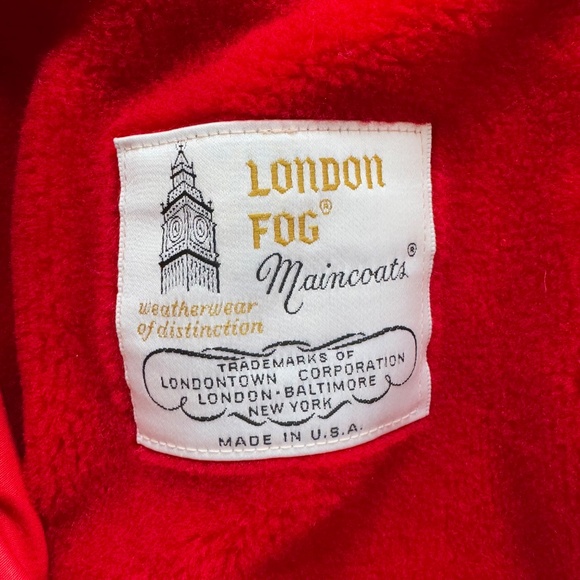 LONDON
FOG®
Maincoats®
weatherwear
of distinction
TRADEMARKS OF
LONDONTOWN CORPORATION
LONDON-BALTIMORE
NEW YORK
MADE IN U.S.A.